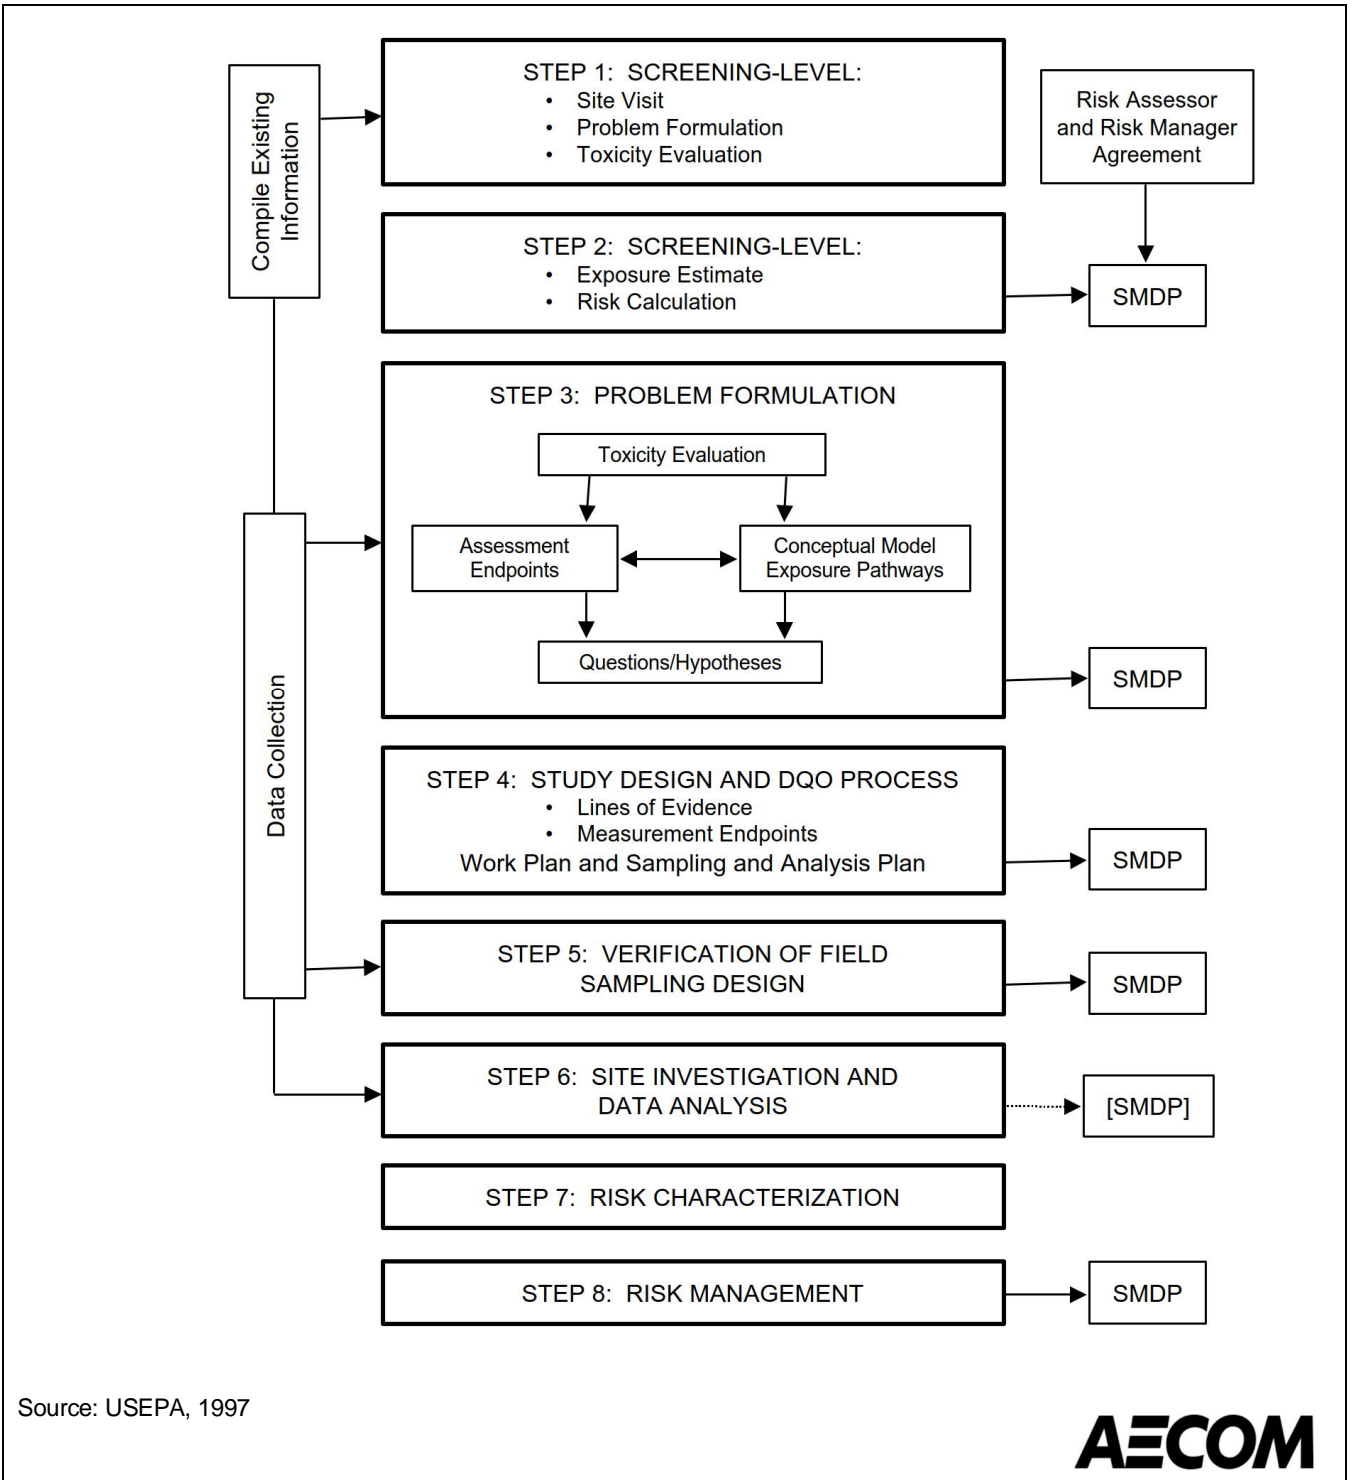 Compile Existing
Information
STEP 1: SCREENING-LEVEL:
• Site Visit
• Problem Formulation
• Toxicity Evaluation
Risk Assessor
and Risk Manager
Agreement
STEP 2: SCREENING-LEVEL:
• Exposure Estimate
• Risk Calculation
SMDP
Data Collection
STEP 3: PROBLEM FORMULATION
Toxicity Evaluation
Assessment
Endpoints
Conceptual Model
Exposure Pathways
Questions/Hypotheses
SMDP
STEP 4: STUDY DESIGN AND DQO PROCESS
• Lines of Evidence
• Measurement Endpoints
Work Plan and Sampling and Analysis Plan
SMDP
STEP 5: VERIFICATION OF FIELD
SAMPLING DESIGN
SMDP
STEP 6: SITE INVESTIGATION AND
DATA ANALYSIS
[SMDP]
STEP 7: RISK CHARACTERIZATION
STEP 8: RISK MANAGEMENT
SMDP
Source: USEPA, 1997
AECOM